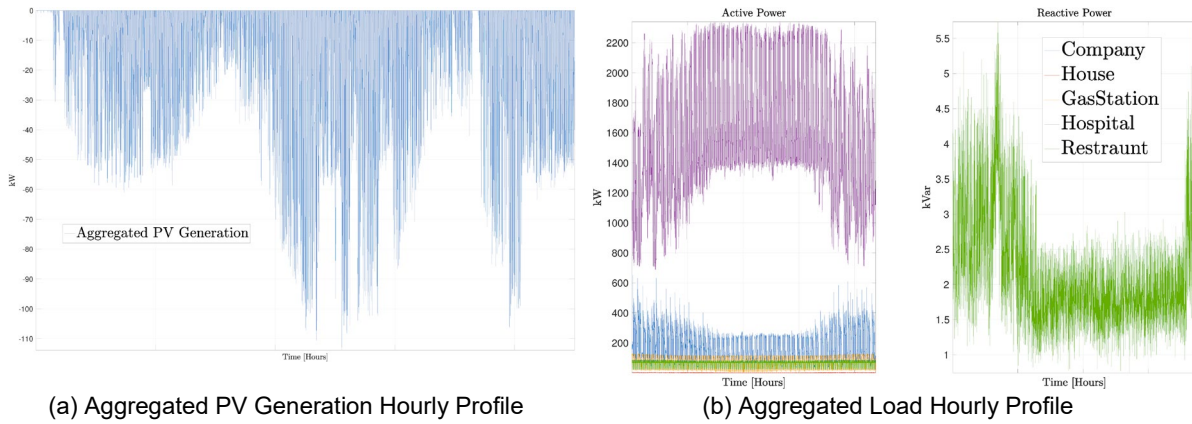 0
-10
-20
-30
-40
-50
-60
-70
-80
-90
-100
-110
kW
Aggregated PV Generation
Time [Hours]
(a) Aggregated PV Generation Hourly Profile
Active Power
2200
2000
1800
1600
1400
1200
1000
800
600
400
200
kW
Time [Hours]
Reactive Power
5.5
5
4.5
4
3.5
3
2.5
2
1.5
1
kVar
Company
House
GasStation
Hospital
Restraunt
Time [Hours]
(b) Aggregated Load Hourly Profile